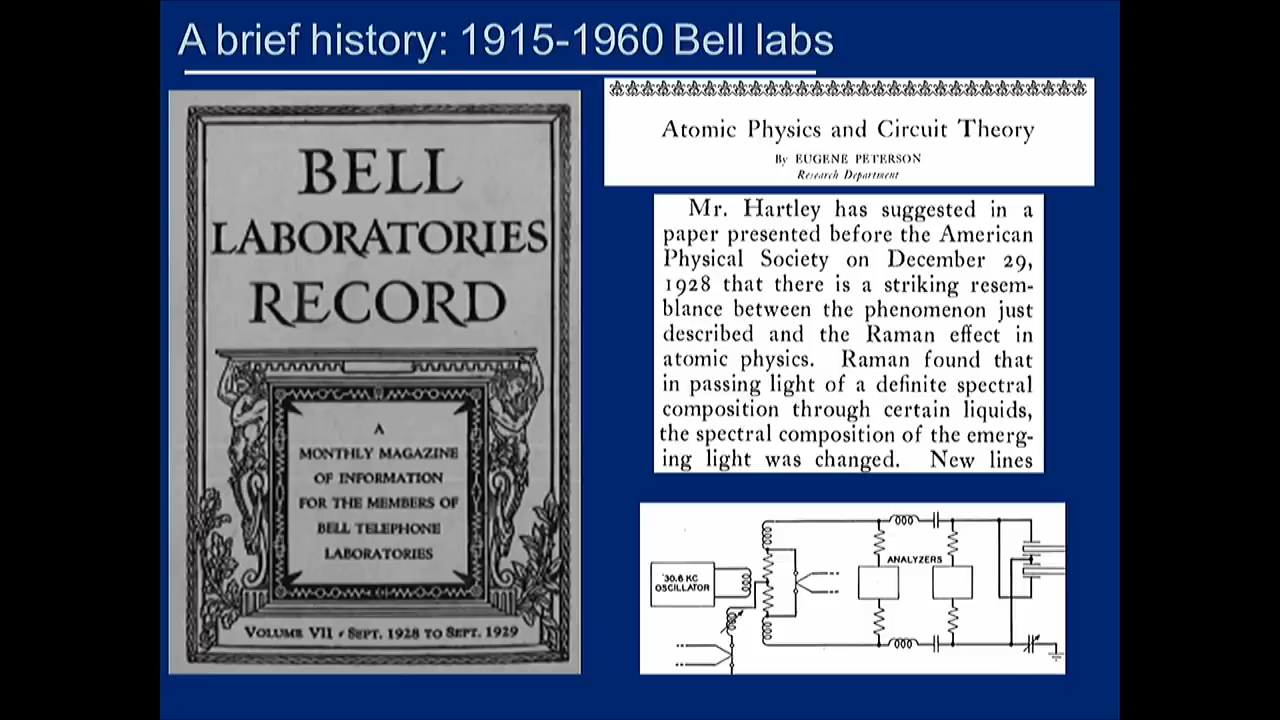 A brief history: 1915-1960 Bell labs
BELL
LABORATORIES
RECORD
A
MONTHLY MAGAZINE
OF INFORMATION
FOR THE MEMBERS OF
BELL TELEPHONE
LABORATORIES
VOLUME VII SEPT. 1928 TO SEPT. 1929
Atomic Physics and Circuit Theory
By EUGENE PETERSON
Research Department
Mr. Hartley has suggested in a
paper presented before the American
Physical Society on December 29,
1928 that there is a striking resem-
blance between the phenomenon just
described and the Raman effect in
atomic physics. Raman found that
in passing light of a definite spectral
composition through certain liquids,
the spectral composition of the emerg-
ing light was changed. New lines
30.6 KC
OSCILLATOR
ANALYZERS